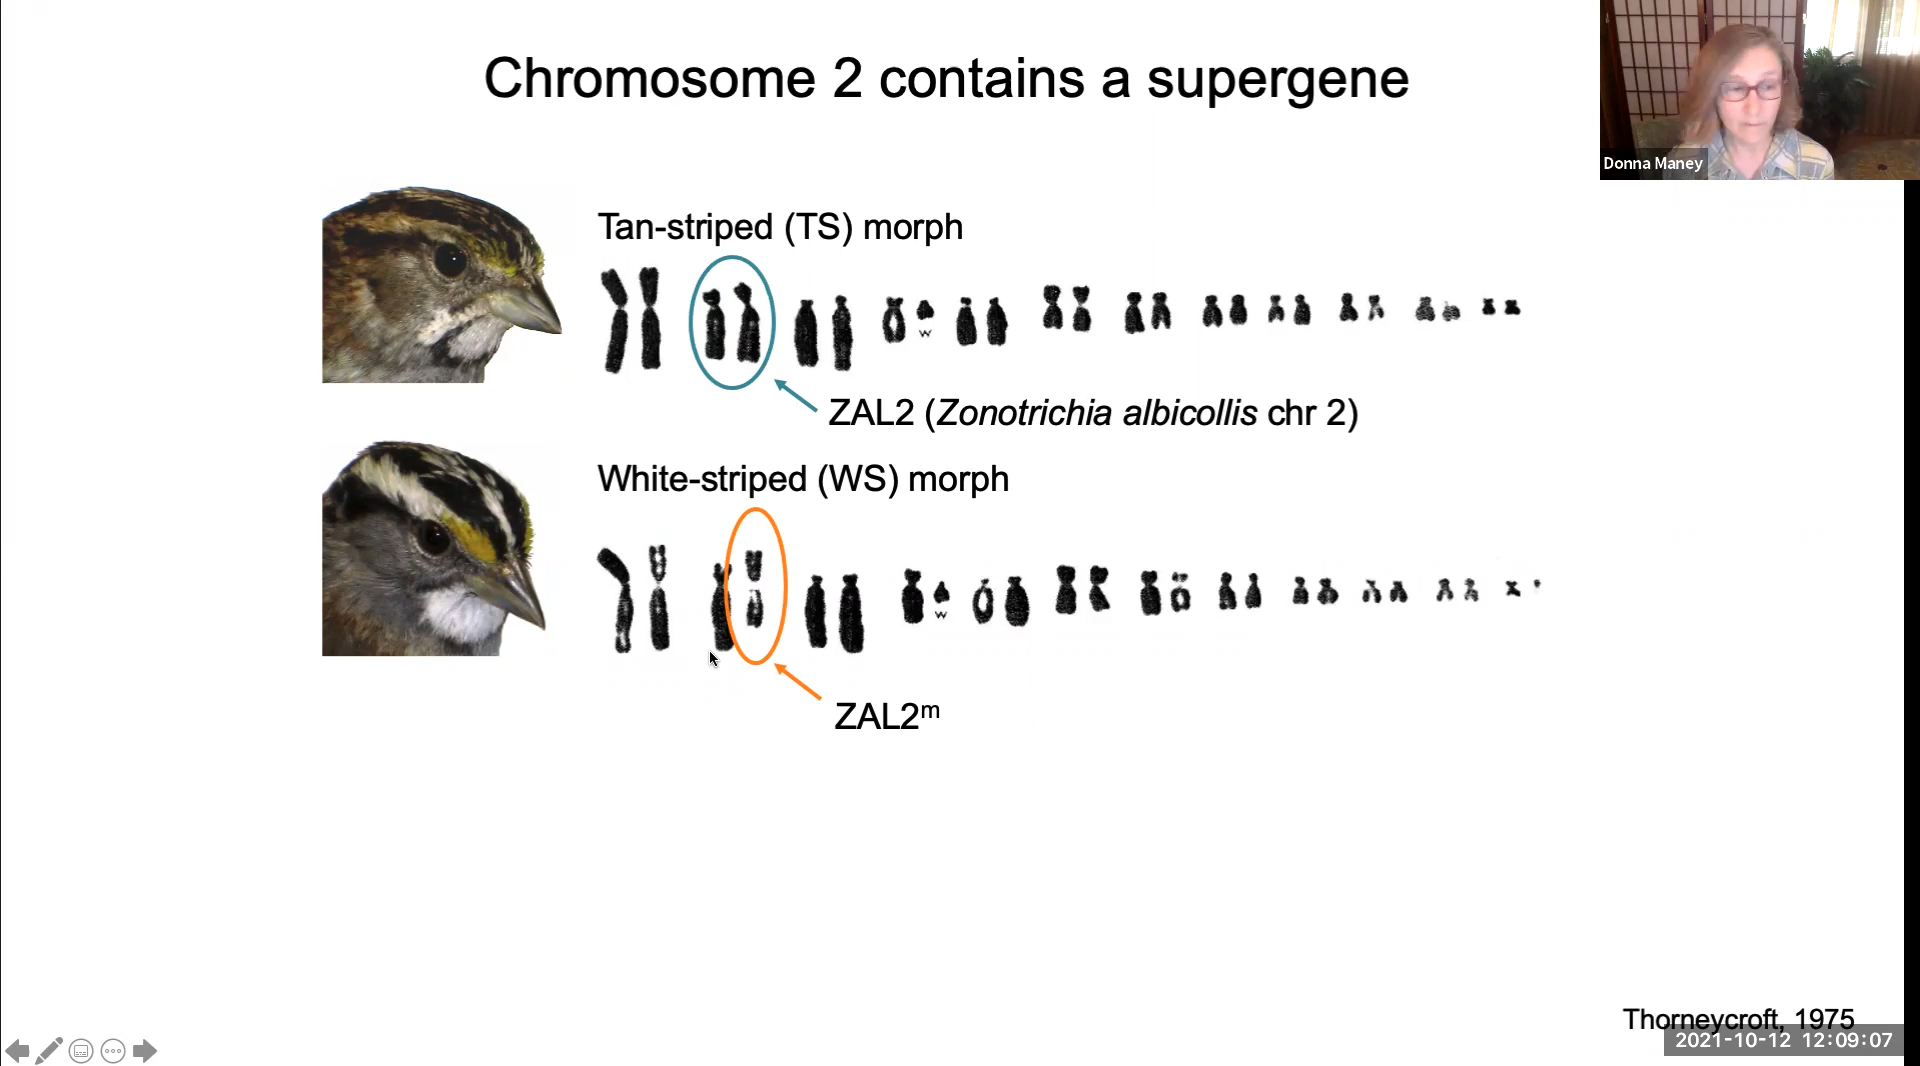 Chromosome 2 contains a supergene
Donna Maney
Tan-striped (TS) morph
w
ZAL2 (Zonotrichia albicollis chr 2)
White-striped (WS) morph
w
ZAL2ᵐ
Thorneycroft, 1975
2021-10-12 12:09:07